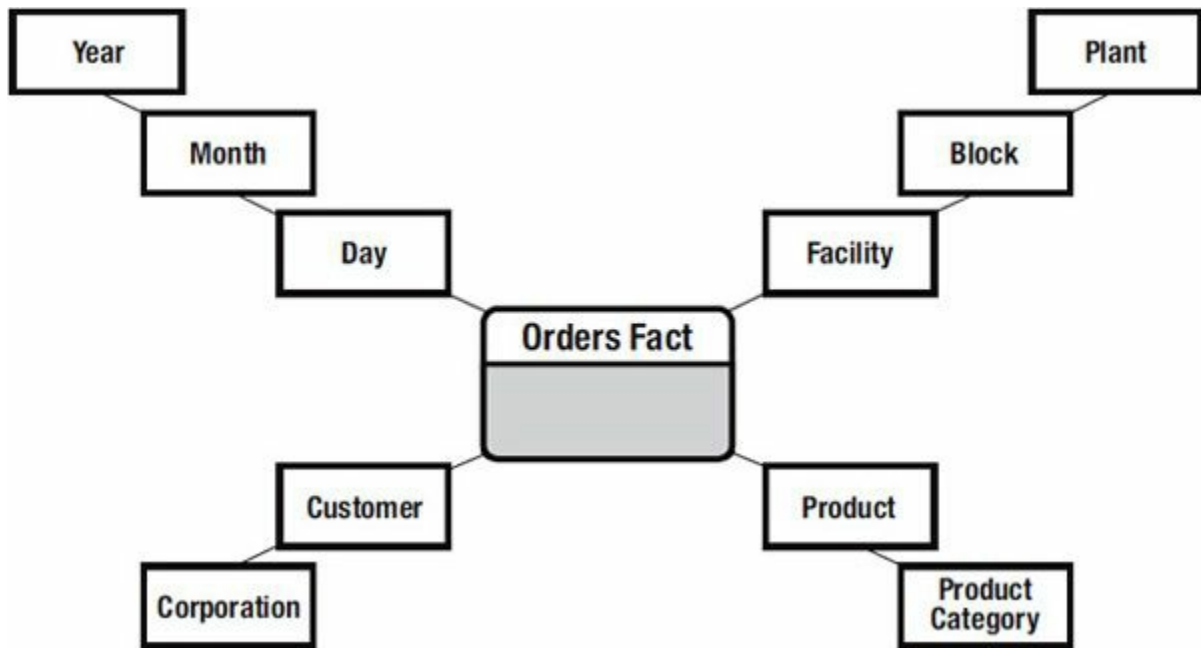 Year
Plant
Month
Block
Day
Facility
Orders Fact
Customer
Product
Corporation
Product
Category